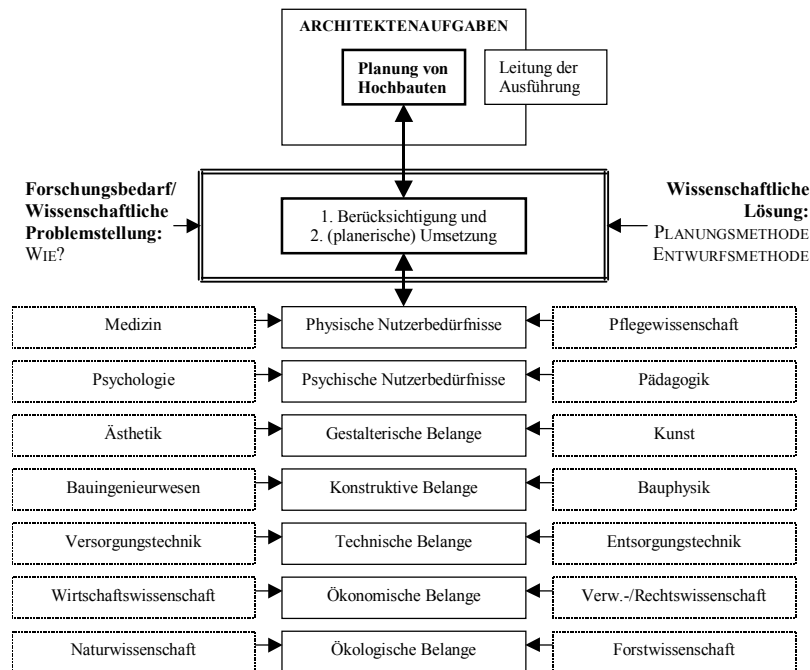 ARCHITEKTENAUFGABEN
Planung von
Hochbauten
Leitung der
Ausführung
Forschungsbedarf/
Wissenschaftliche
Problemstellung:
WIE?
1. Berücksichtigung und
2. (planerische) Umsetzung
Wissenschaftliche
Lösung:
PLANUNGSMETHODE
ENTWURFSMETHODE
Medizin
Physische Nutzerbedürfnisse
Pflegewissenschaft
Psychologie
Psychische Nutzerbedürfnisse
Pädagogik
Ästhetik
Gestalterische Belange
Kunst
Bauingenieurwesen
Konstruktive Belange
Bauphysik
Versorgungstechnik
Technische Belange
Entsorgungstechnik
Wirtschaftswissenschaft
Ökonomische Belange
Verw.-/Rechtswissenschaft
Naturwissenschaft
Ökologische Belange
Forstwissenschaft